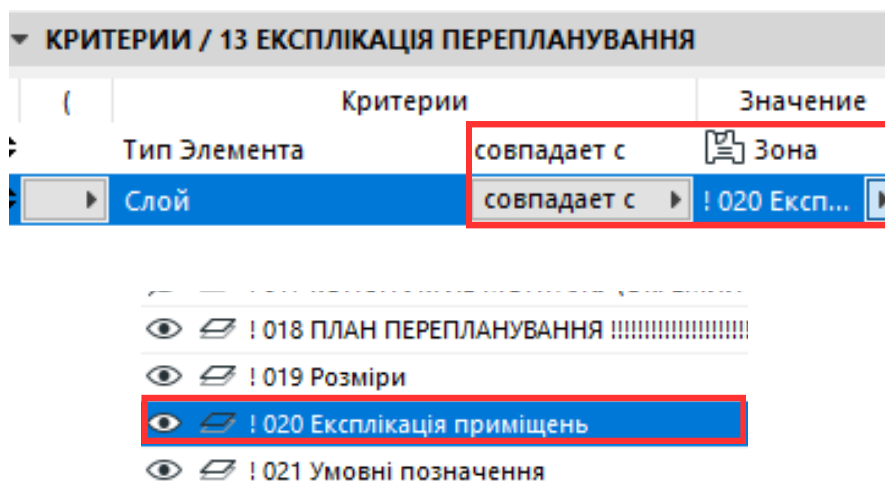 КРИТЕРИИ / 13 ЕКСПЛІКАЦІЯ ПЕРЕПЛАНУВАННЯ
( Критерии Значение
Тип Элемента совпадает с Зона
Слой совпадает с ! 020 Експ...
! 018 ПЛАН ПЕРЕПЛАНУВАННЯ !!!!!!!!!!!!!!!!!!!!!!
! 019 Розміри
! 020 Експлікація приміщень
! 021 Умовні позначення